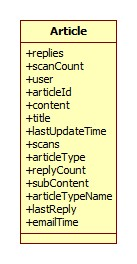 Article
+replies
+scanCount
+user
+articleId
+content
+title
+lastUpdateTime
+scans
+articleType
+replyCount
+subContent
+articleTypeName
+lastReply
+emailTime